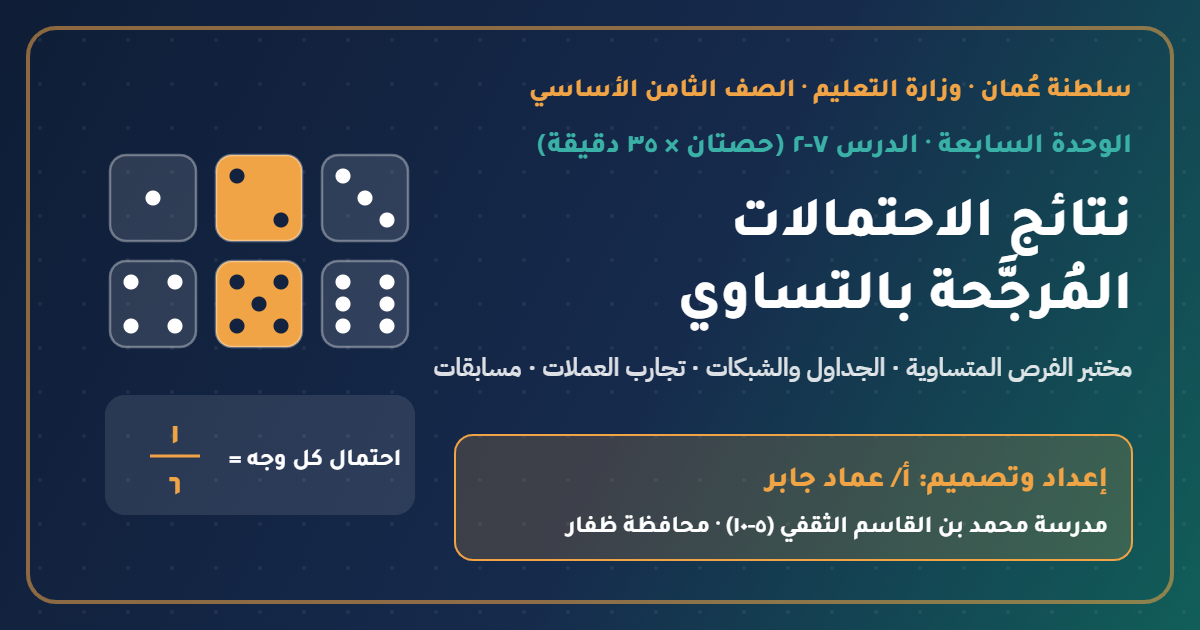 سلطنة عُمان · وزارة التعليم · الصف الثامن الأساسي
الوحدة السابعة · الدرس ٧-٢ (حصتان × ٣٥ دقيقة)
نتائج الاحتمالات
المُرجَّحة بالتساوي
مختبر الفرص المتساوية · الجداول والشبكات · تجارب العملات · مسابقات
احتمال كل وجه =
١
٦
إعداد وتصميم: أ/ عماد جابر
مدرسة محمد بن القاسم الثقفي (٥-١٠) · محافظة ظفار